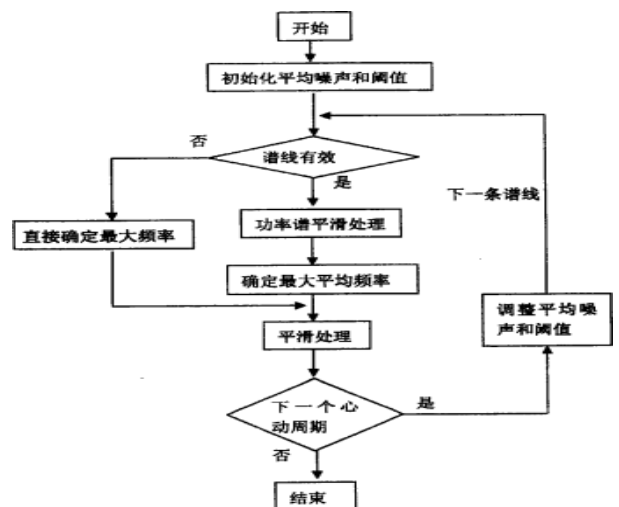 开始
初始化平均噪声和阈值
否
谱线有效
是
下一条谱线
直接确定最大频率
功率谱平滑处理
确定最大平均频率
调整平均噪
声和阈值
平滑处理
下一个心
动周期
是
否
结束